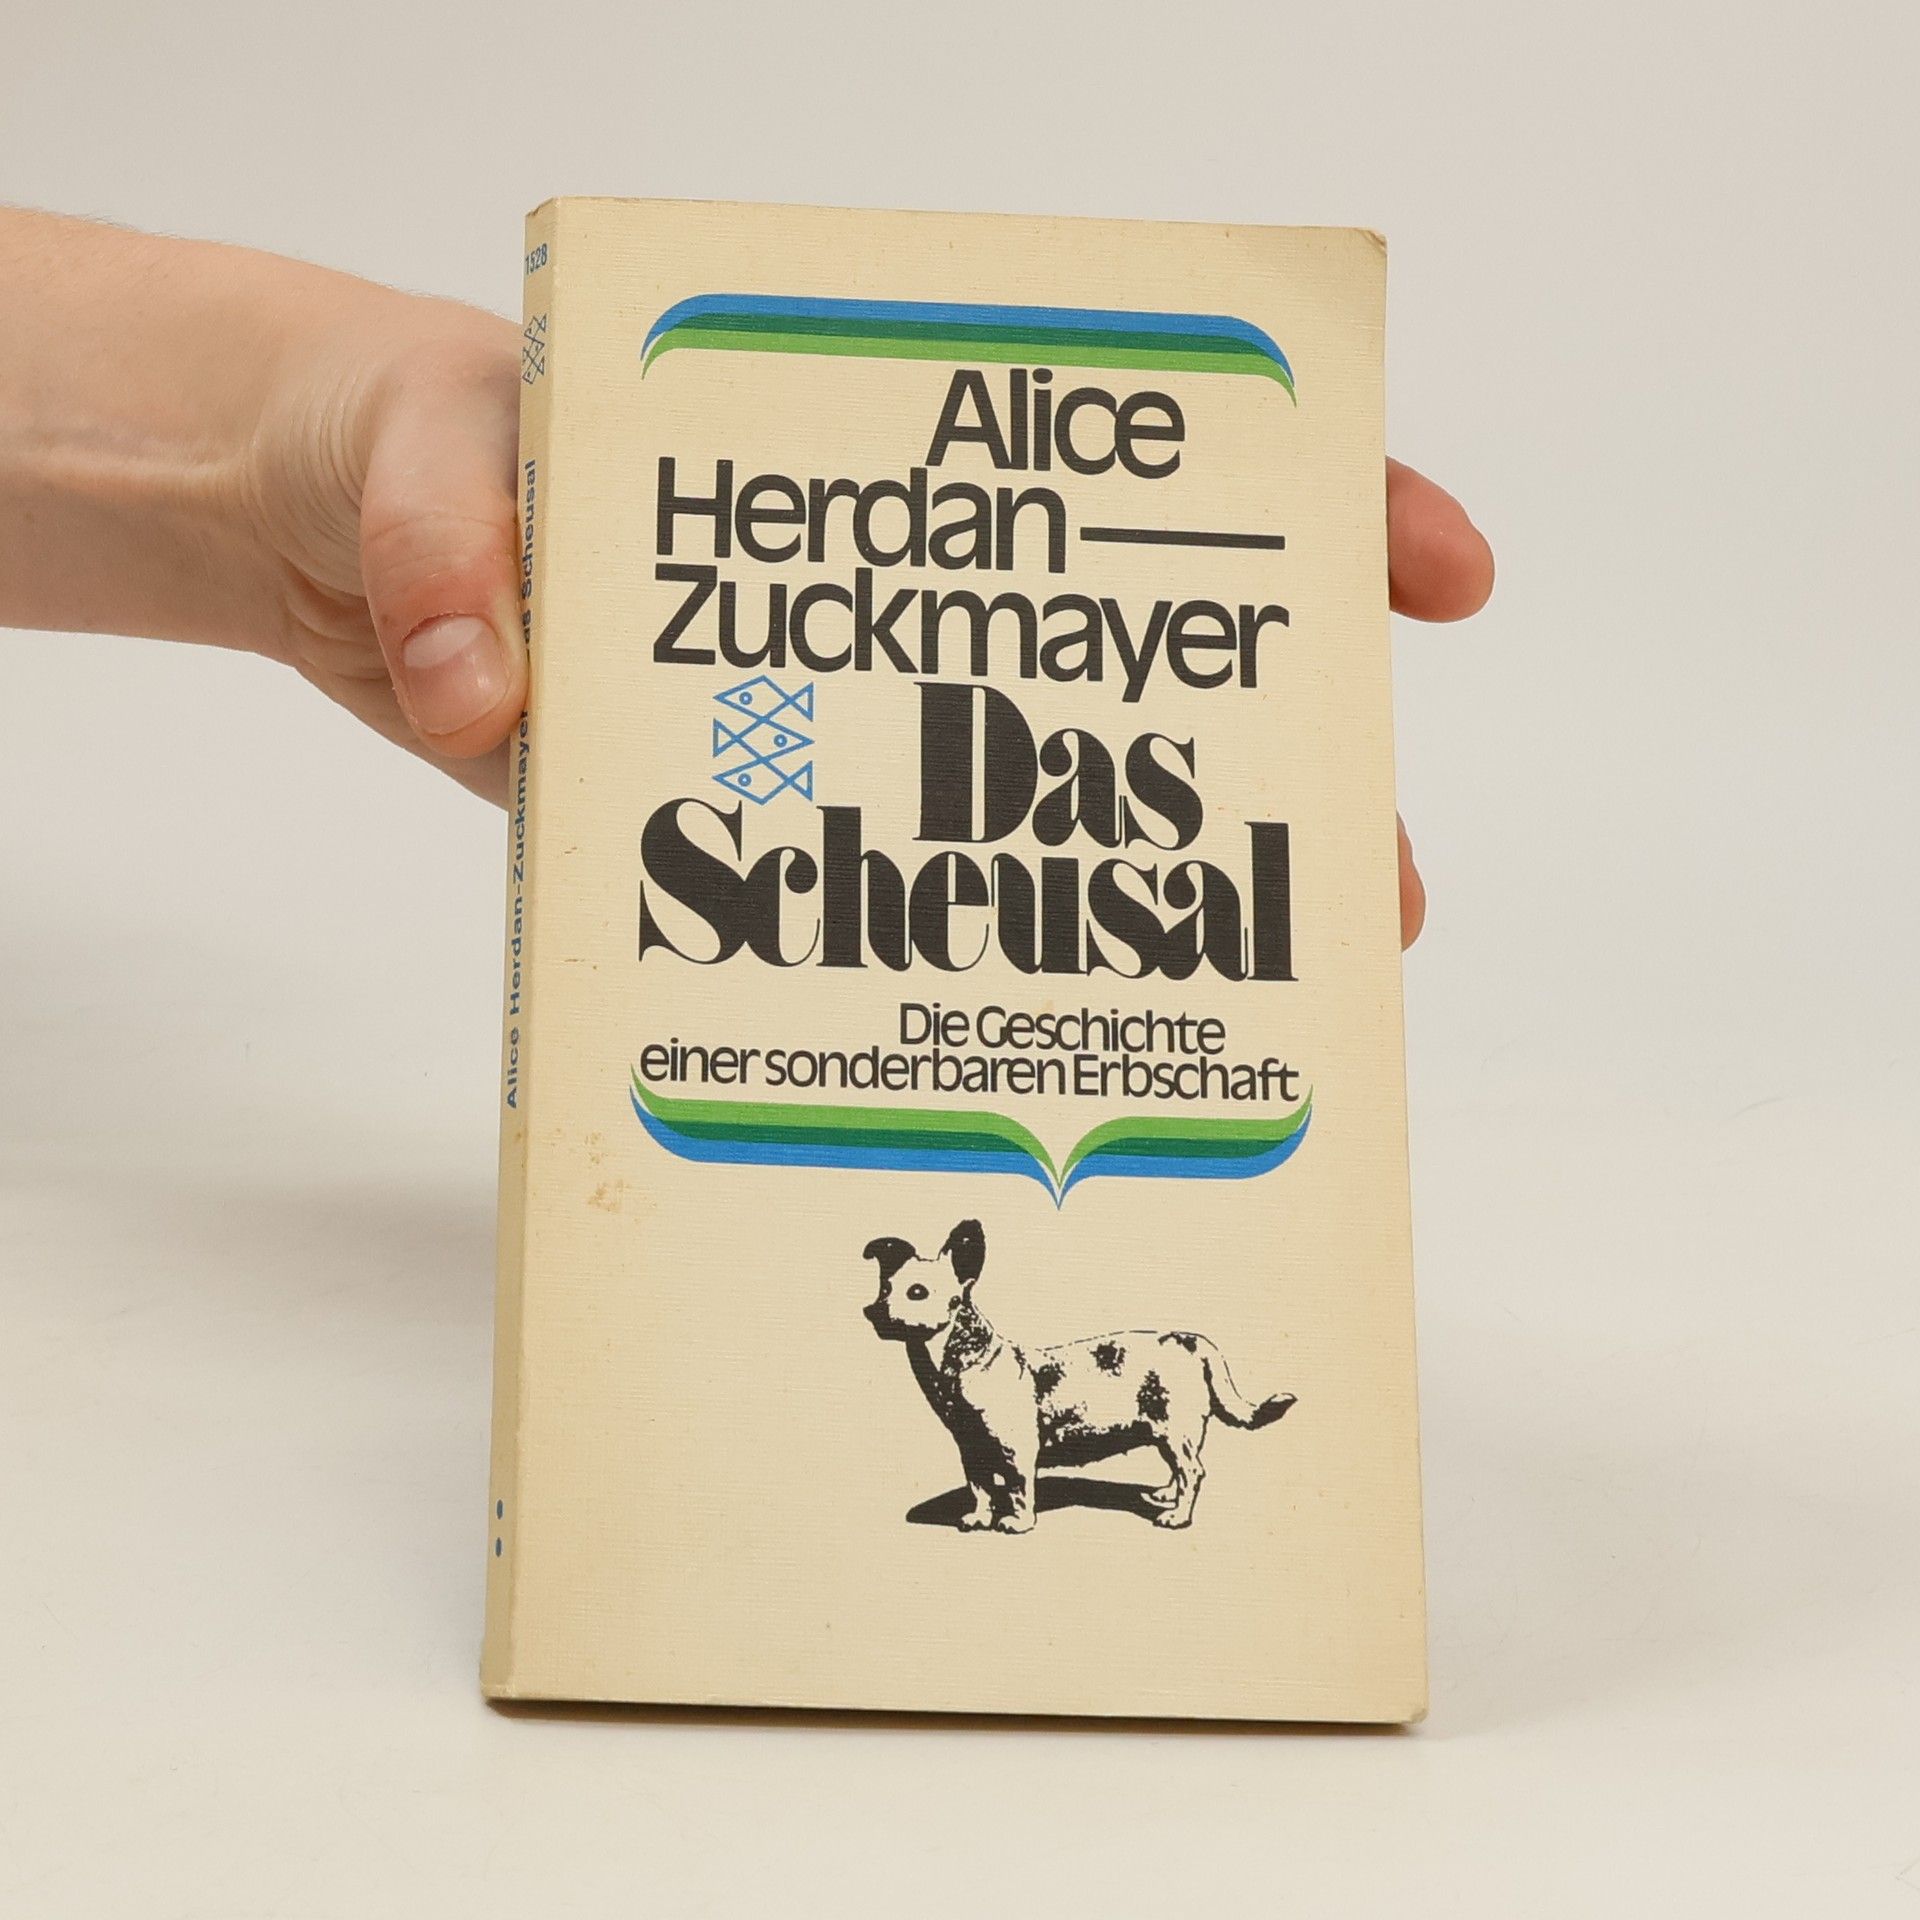 1528
Alice Herdan-Zuckmayer Das Scheusal
Alice
Herdan—
Zuckmayer
Das
Scheusal
Die Geschichte
einer sonderbaren Erbschaft